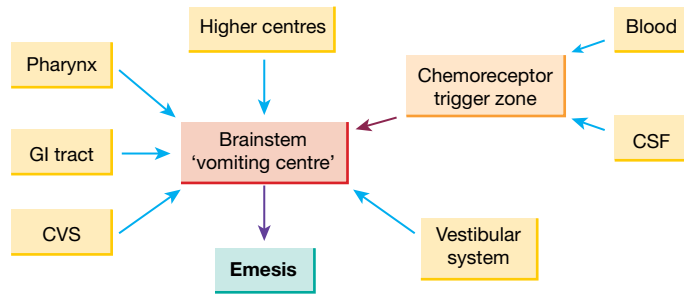 Higher centres
Blood
Pharynx
Chemoreceptor
trigger zone
Brainstem
‘vomiting centre’
GI tract
CSF
CVS
Vestibular
system
Emesis